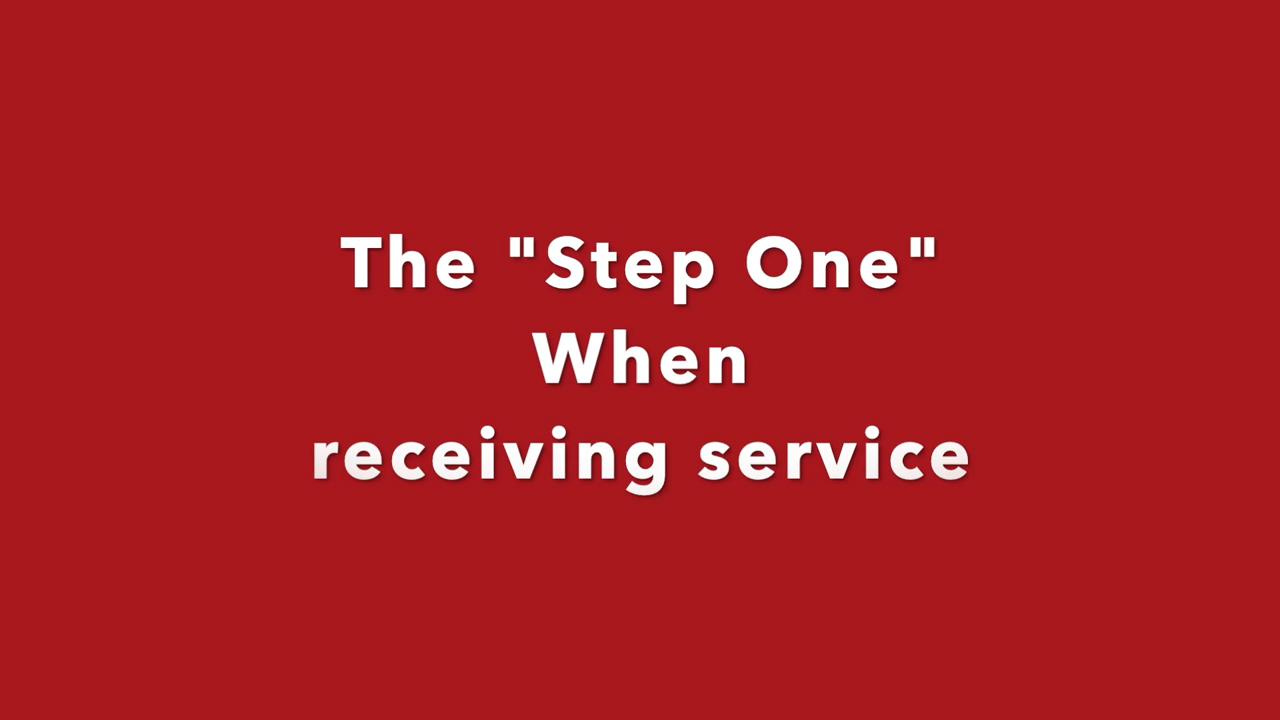 The "Step One"
When
receiving service